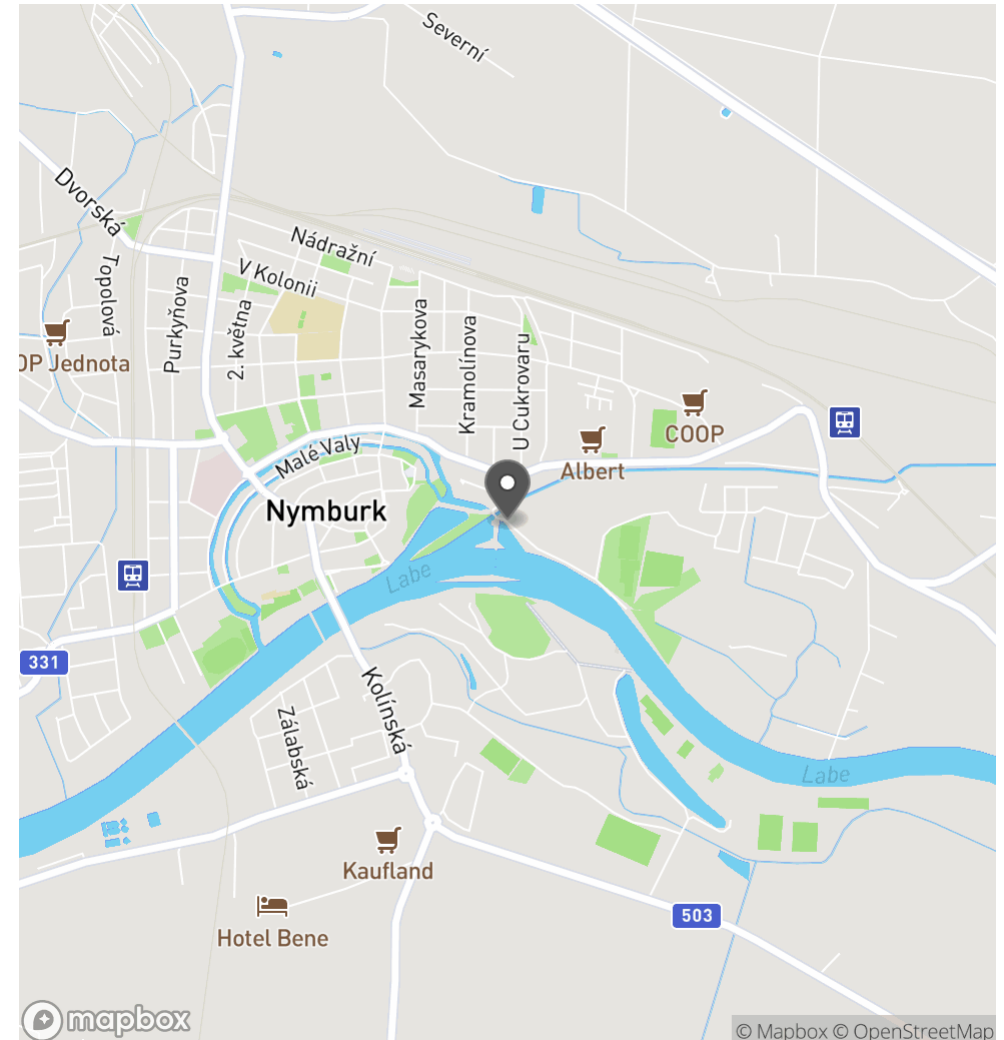 Severní
Dvorská
Nádražní
Topolová
V Kolonii
Purkyňova
2. května
Masarykova
Kramolínova
U Cukrovaru
OP Jednota
COOP
Malé Valy
Albert
Nymburk
Labe
331
Kolínská
Zálabská
Labe
Kaufland
503
Hotel Bene
mapbox
© Mapbox © OpenStreetMap